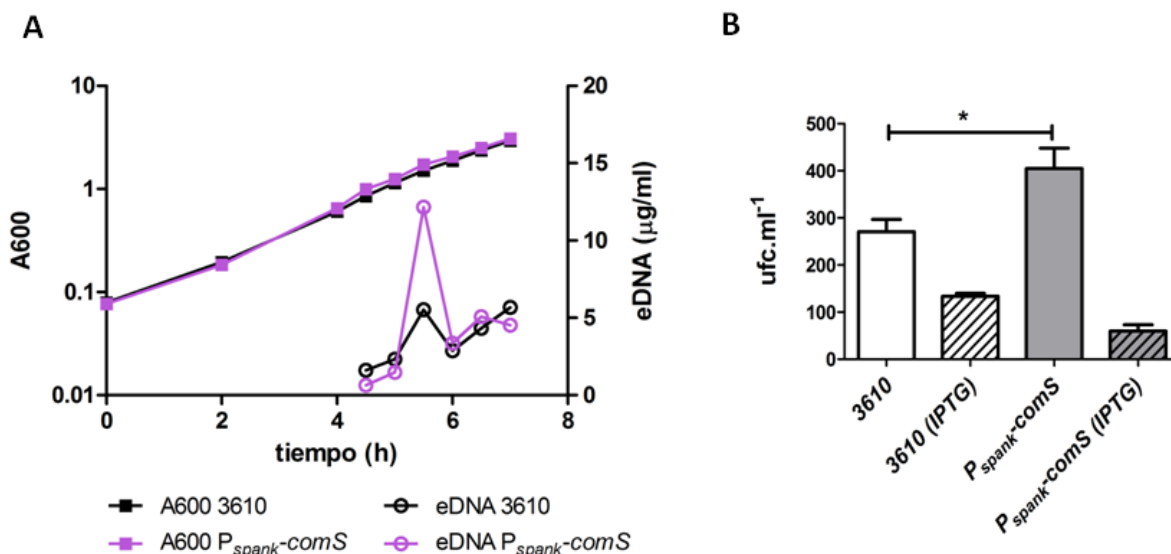 A
A600
10
1
0.1
0.01
0
2
4
6
8
tiempo (h)
20
15
10
5
0
eDNA (μg/ml)
A600 3610
eDNA 3610
A600 Pspank-comS
eDNA Pspank-comS
B
ufc.ml-1
500
400
300
200
100
0
*
3610
3610 (IPTG)
Pspank-comS
Pspank-comS (IPTG)